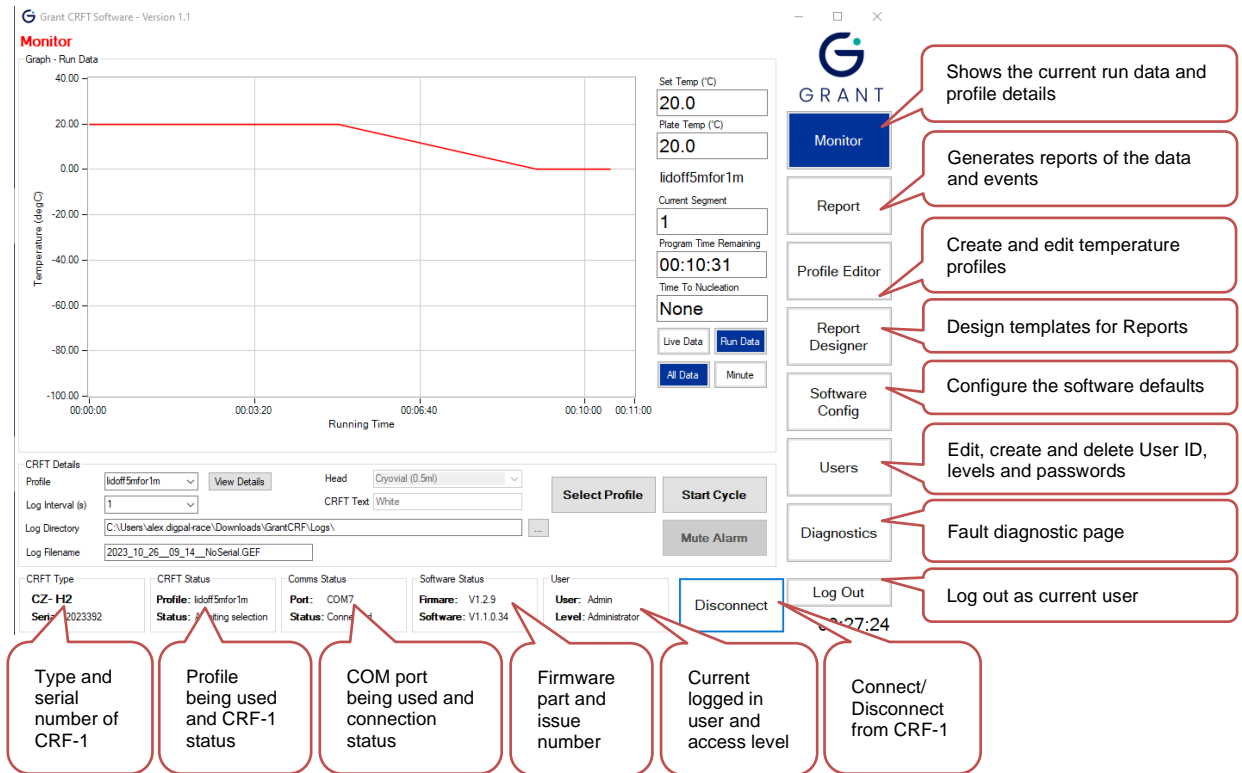 Grant CRFT Software - Version 1.1
Monitor
Graph - Run Data
40.00
20.00
0.00
-20.00
-40.00
-60.00
-80.00
-100.00
Temperature (degC)
00:00:00
00:03:20
00:06:40
00:10:00
00:11:00
Running Time
Set Temp (°C)
20.0
Plate Temp (°C)
20.0
lidoff5mfor1m
Current Segment
1
Program Time Remaining
00:10:31
Time To Nucleation
None
Live Data
Run Data
All Data
Minute
GRANT
Monitor
Report
Profile Editor
Report
Designer
Software
Config
Users
Diagnostics
Log Out
:27:24
Shows the current run data and
profile details
Generates reports of the data
and events
Create and edit temperature
profiles
Design templates for Reports
Configure the software defaults
Edit, create and delete User ID,
levels and passwords
Fault diagnostic page
Log out as current user
CRFT Details
Profile
lidoff5mfor1m
View Details
Head
Cryovial (0.5ml)
Log Interval (s)
1
CRFT Text
White
Log Directory
C:\Users\alex.digpal-race\Downloads\GrantCRF\Logs\
...
Log Filename
2023_10_26__09_14__NoSerial.GEF
Select Profile
Start Cycle
Mute Alarm
CRFT Type
CZ- H2
Serial 2023392
CRFT Status
Profile: lidoff5mfor1m
Status: selection
Comms Status
Port: COM7
Status:
Software Status
Firmare: V1.2.9
Software: V1.1.0.34
User
User: Admin
Level: Administrator
Disconnect
Type and
serial
number of
CRF-1
Profile
being used
and CRF-1
status
COM port
being used and
connection
status
Firmware
part and
issue
number
Current
logged in
user and
access level
Connect/
Disconnect
from CRF-1